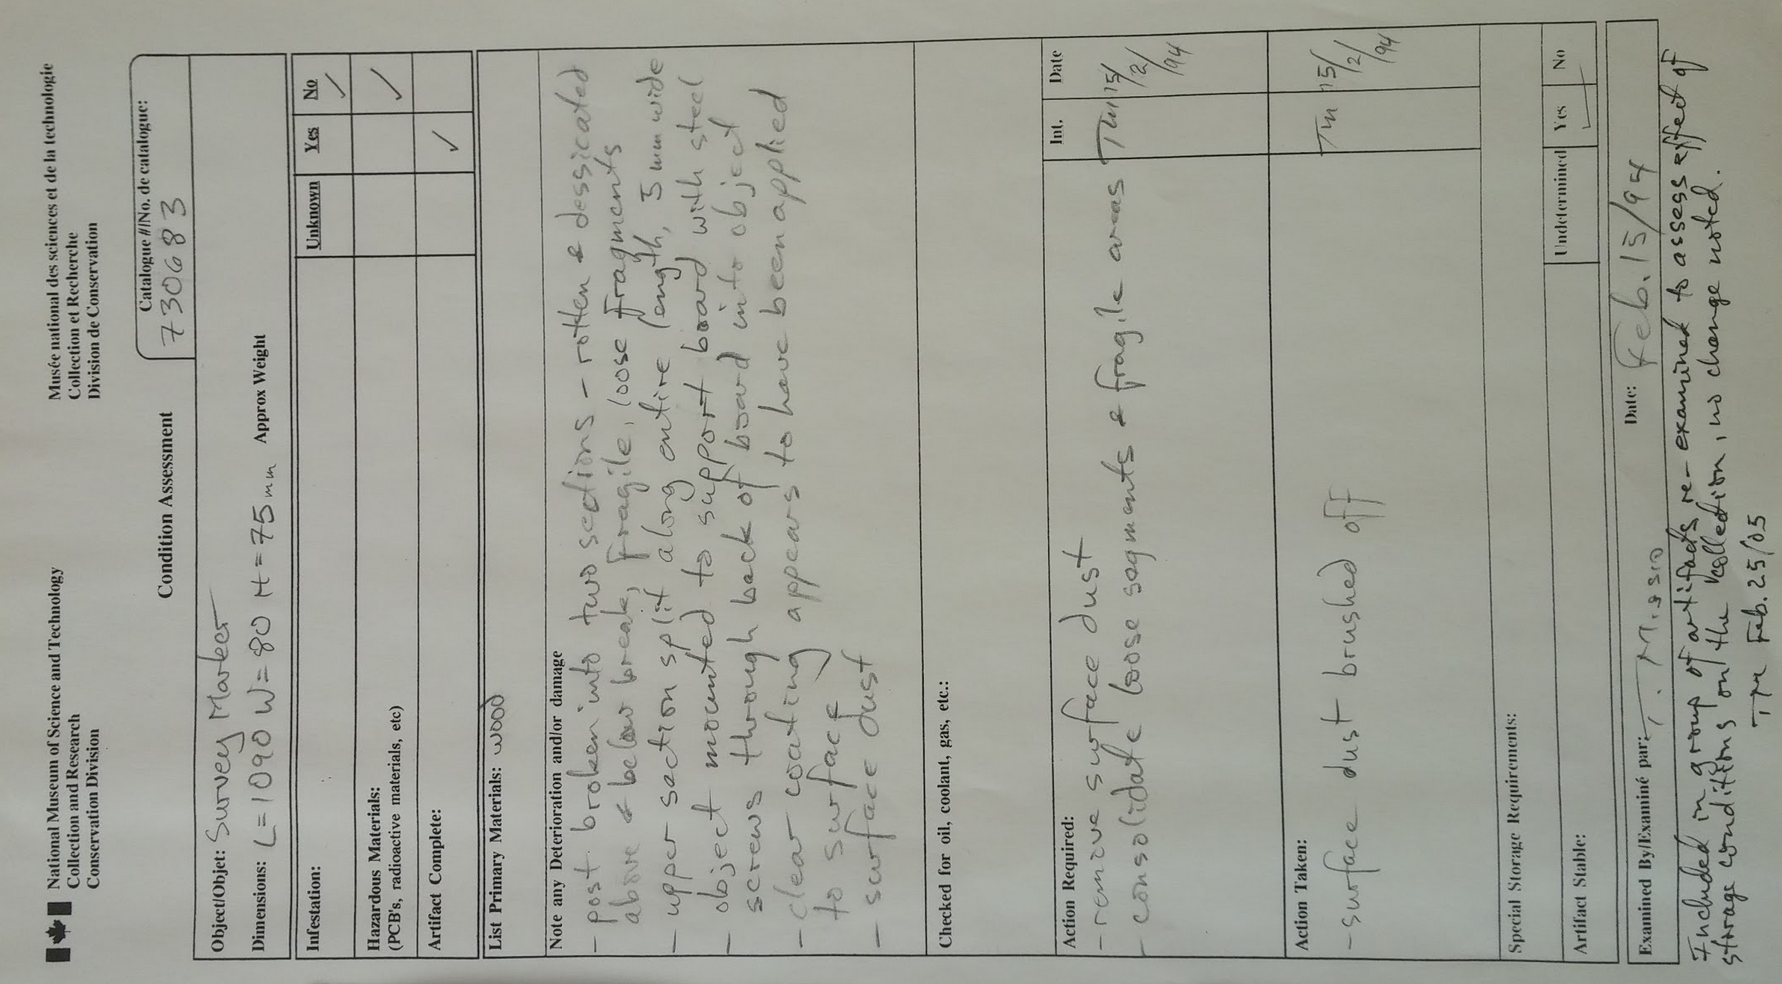 National Museum of Science and Technology
Collection and Research
Conservation Division
Musée national des sciences et de la technologie
Collection et Recherche
Division de Conservation
Condition Assessment
Catalogue #/No. de catalogue:
730683
Object/Objet: Survey Marker
Dimensions: L=1090 W=80 H=75mm Approx Weight
Unknown Yes No
Infestation: ✓
Hazardous Materials: ✓
(PCB's, radioactive materials, etc)
Artifact Complete: ✓
List Primary Materials: wood
Note any Deterioration and/or damage
- post broken into two sections - rotten & dessicated
above & below break, fragile, loose fragments
- upper section split along entire length, 5mm wide
- object mounted to support board with steel
screws through back of board into object
- clear coating appears to have been applied
to surface
- surface dust
Checked for oil, coolant, gas, etc.:
Action Required: Int. Date
- remove surface dust TM 15/2/94
- consolidate loose segments & fragile areas
Action Taken: TM 15/2/94
- surface dust brushed off
Special Storage Requirements:
Undetermined Yes No
Artifact Stable: ✓
Examined By/Examiné par: T. Missio Date: Feb. 15/94
Included in group of artifacts re-examined to assess effect of
storage conditions on the collection, no change noted.
TM Feb. 25/05